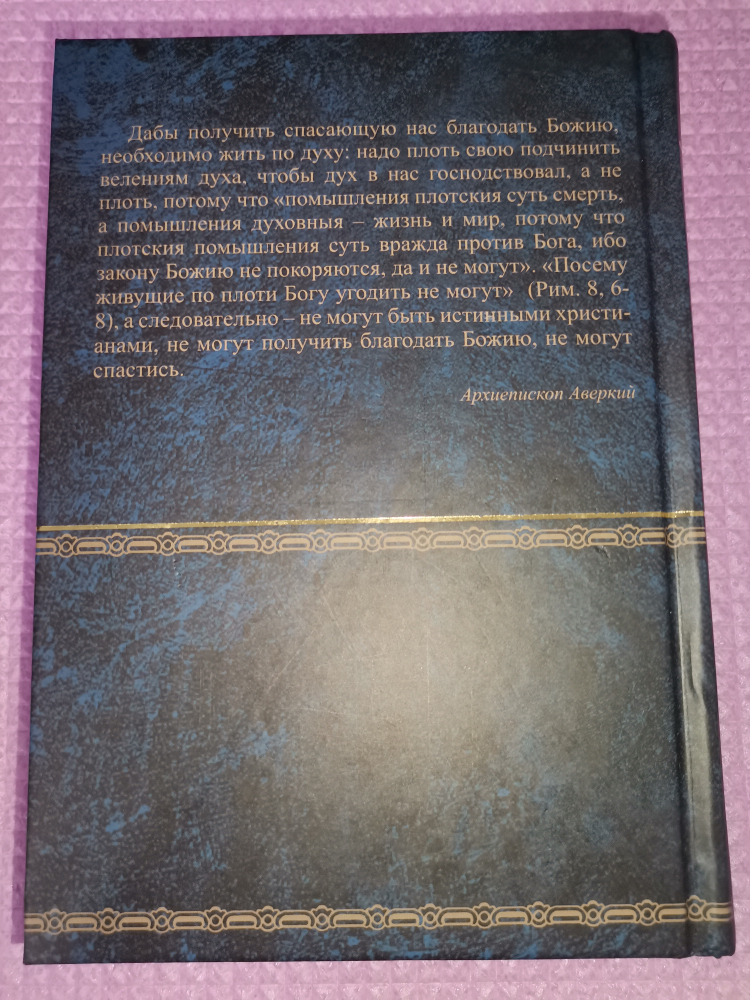 Дабы получить спасающую нас благодать Божию,
необходимо жить по духу: надо плоть свою подчинить
велениям духа, чтобы дух в нас господствовал, а не
плоть, потому что «помышления плотския суть смерть,
а помышления духовныя – жизнь и мир, потому что
плотския помышления суть вражда против Бога, ибо
закону Божию не покоряются, да и не могут». «Посему
живущие по плоти Богу угодить не могут» (Рим. 8, 6-
8), а следовательно – не могут быть истинными христи-
анами, не могут получить благодать Божию, не могут
спастись.
Архиепископ Аверкий